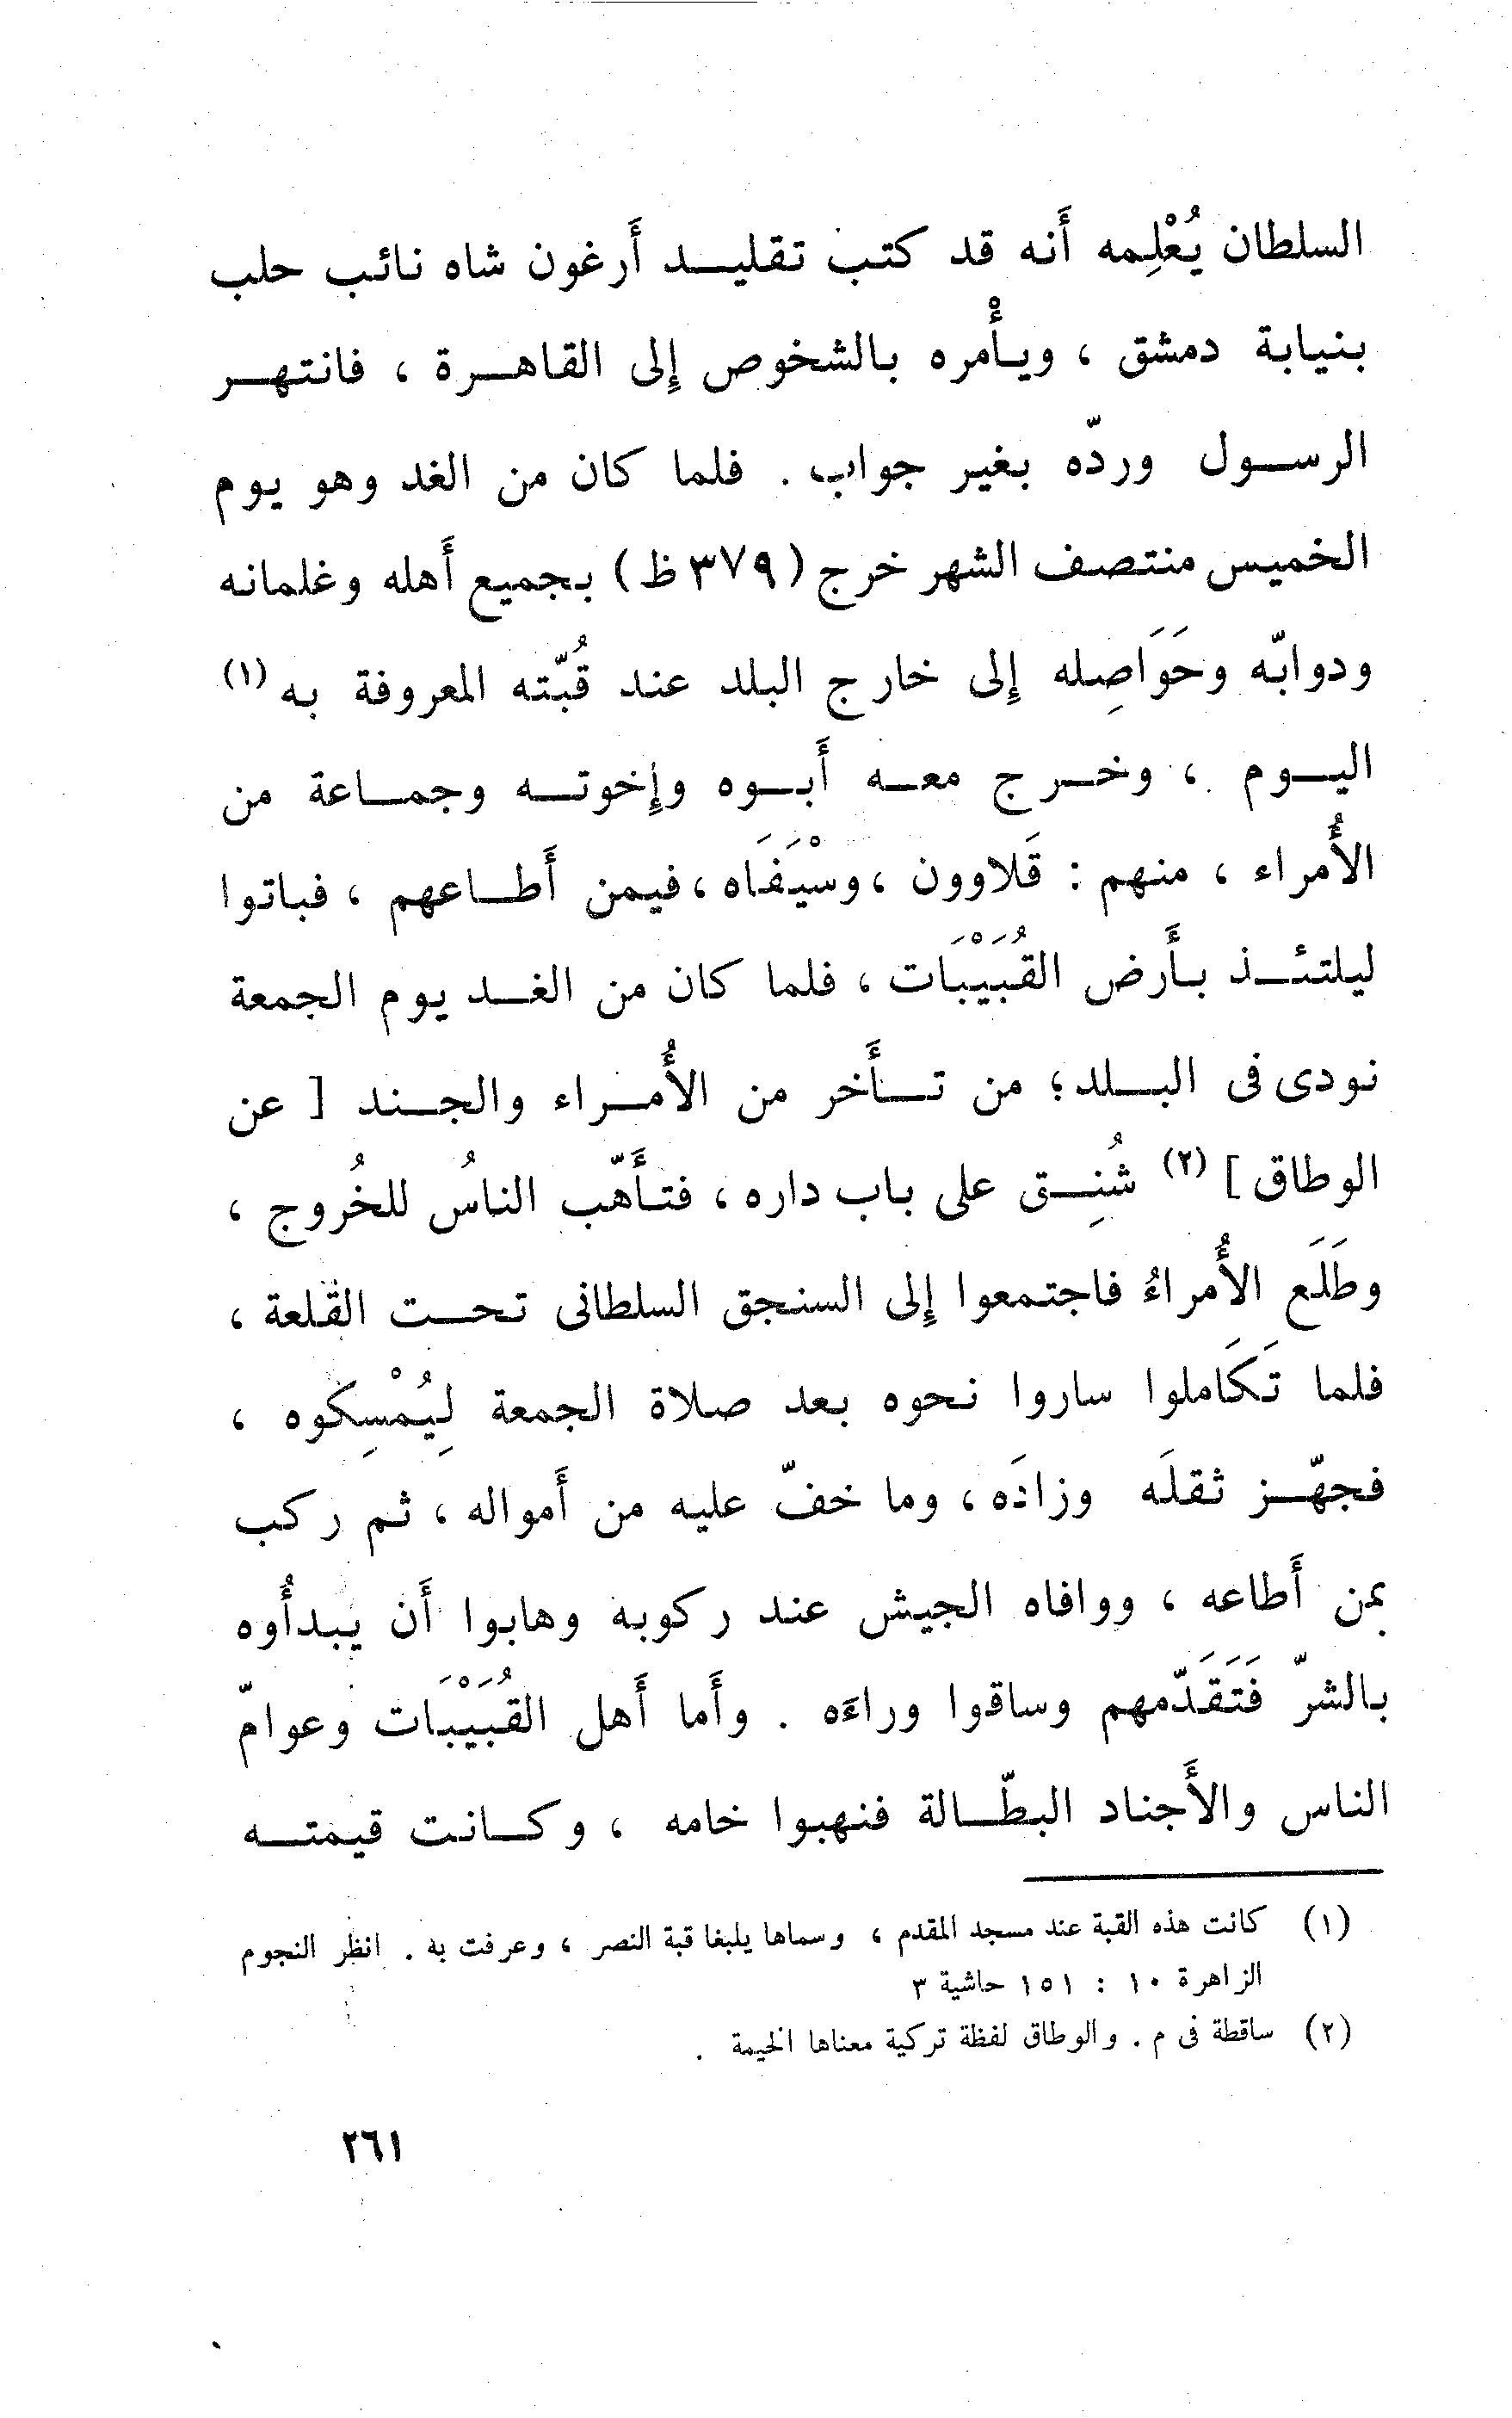 السلطان يُعْلِمه أَنه قد كتب تقليد أَرغون شاه نائب حلب
بنيابة دمشق ، ويأْمره بالشخوص إِلى القاهرة ، فانتهر
الرسول وردّه بغير جواب . فلما كان من الغد وهو يوم
الخميس منتصف الشهر خرج (٣٧٩ ظ) بجميع أَهله وغلمانه
ودوابّه وحَوَاصِله إِلى خارج البلد عند قُبّته المعروفة به (١)
اليوم ، وخرج معه أَبوه وإِخوته وجماعة من
الأُمراء ، منهم : قَلاوون ، وسْيَفَاه ، فيمن أَطاعهم ، فباتوا
ليلتئذ بأَرض القُبَيْبَات ، فلما كان من الغد يوم الجمعة
نودى فى البلد ؛ من تأَخر من الأُمراء والجند [ عن
الوطاق ] (٢) شُنِق على باب داره ، فتأَهّب الناسُ للخُروج ،
وطَلَع الأُمراءُ فاجتمعوا إِلى السنجق السلطانى تحت القلعة ،
فلما تَكَاملوا ساروا نحوه بعد صلاة الجمعة لِيُمْسِكوه ،
فجهّز ثقلَه وزادَه ، وما خفّ عليه من أَمواله ، ثم ركب
بمن أَطاعه ، ووافاه الجيش عند ركوبه وهابوا أَن يبدأُوه
بالشرّ فَتَقَدّمهم وساقوا وراءَه . وأَما أَهل القُبَيْبَات وعوامّ
الناس والأَجناد البطّالة فنهبوا خامه ، وكانت قيمته
(١) كانت هذه القبة عند مسجد المقدم ، وسماها يلبغا قبة النصر ، وعرفت به . انظر النجوم
الزاهرة ١٠ : ١٥١ حاشية ٣
(٢) ساقطة فى م . والوطاق لفظة تركية معناها الخيمة .
٢٦١